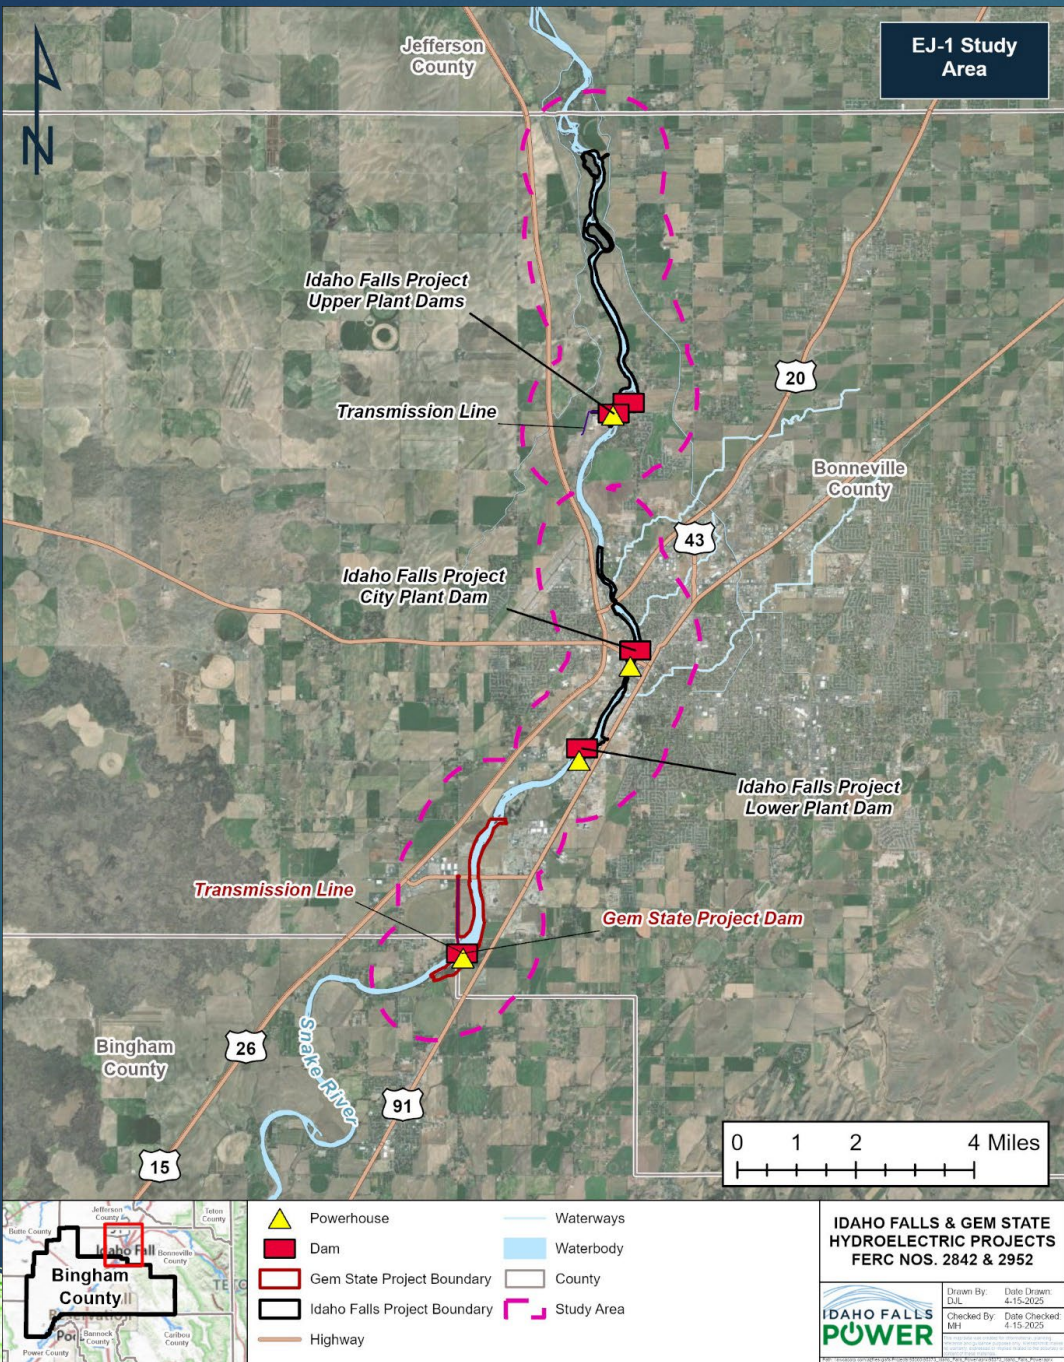 EJ-1 Study
Area
Jefferson
County
N
Idaho Falls Project
Upper Plant Dams
Transmission Line
20
Bonneville
County
43
Idaho Falls Project
City Plant Dam
Idaho Falls Project
Lower Plant Dam
Transmission Line
Gem State Project Dam
Snake River
Bingham
County
26
91
15
0 1 2 4 Miles
Jefferson
County
Teton
County
Butte County
Idaho Fall
Bonneville
County
Bingham
County
Bannock
County
Caribou
County
Power County
Powerhouse
Dam
Gem State Project Boundary
Idaho Falls Project Boundary
Highway
Waterways
Waterbody
County
Study Area
IDAHO FALLS & GEM STATE
HYDROELECTRIC PROJECTS
FERC NOS. 2842 & 2952
IDAHO FALLS
POWER
Drawn By: Date Drawn:
DJL 4-15-2025
Checked By: Date Checked:
MH 4-15-2025